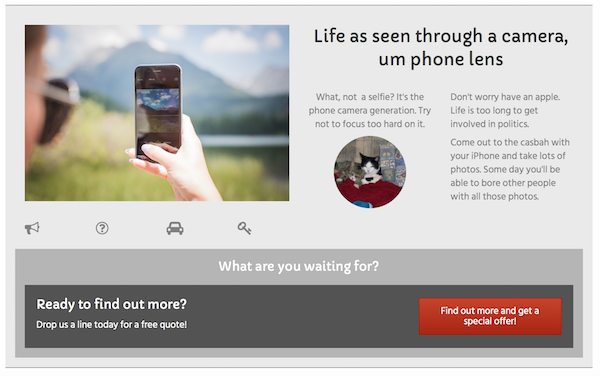 Life as seen through a camera,
um phone lens
What, not a selfie? It's the
phone camera generation. Try
not to focus too hard on it.
Don't worry have an apple.
Life is too long to get
involved in politics.
Come out to the casbah with
your iPhone and take lots of
photos. Some day you'll be
able to bore other people
with all those photos.
What are you waiting for?
Ready to find out more?
Drop us a line today for a free quote!
Find out more and get a
special offer!